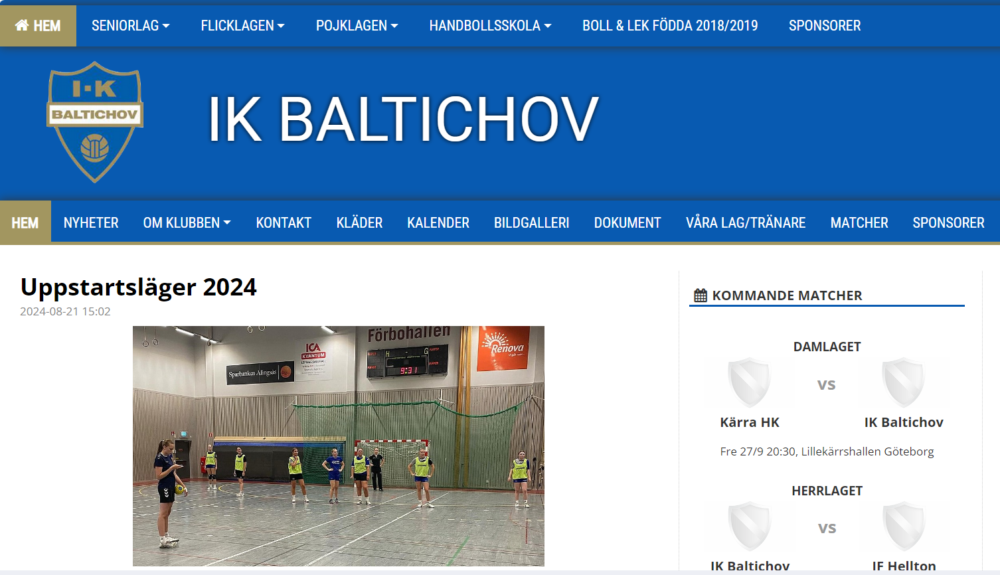 HEM SENIORLAG FLICKLAGEN POJKLAGEN HANDBOLLSSKOLA BOLL & LEK FÖDDA 2018/2019 SPONSORER
I·K
BALTICHOV
IK BALTICHOV
HEM NYHETER OM KLUBBEN KONTAKT KLÄDER KALENDER BILDGALLERI DOKUMENT VÅRA LAG/TRÄNARE MATCHER SPONSORER
Uppstartsläger 2024
2024-08-21 15:02
Förbohallen
ICA
KVANTUM
Sparbanken Alingsås
H G
9:31
Renova
KOMMANDE MATCHER
DAMLAGET
vs
Kärra HK IK Baltichov
Fre 27/9 20:30, Lillekärrshallen Göteborg
HERRLAGET
vs
IK Baltichov IF Hellton